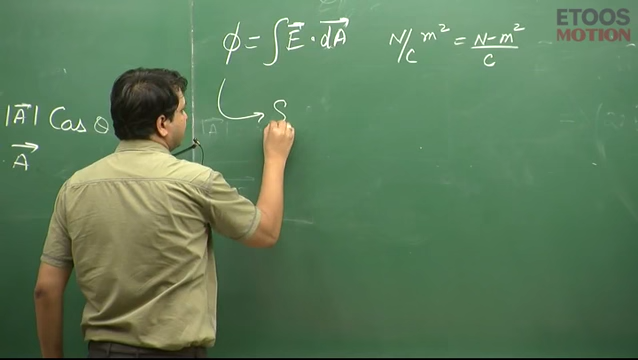 ETOOS
MOTION
ϕ = ∫ E⃗ · dA⃗   N/C m² = N-m²/C
|A⃗| Cos θ
S
A⃗